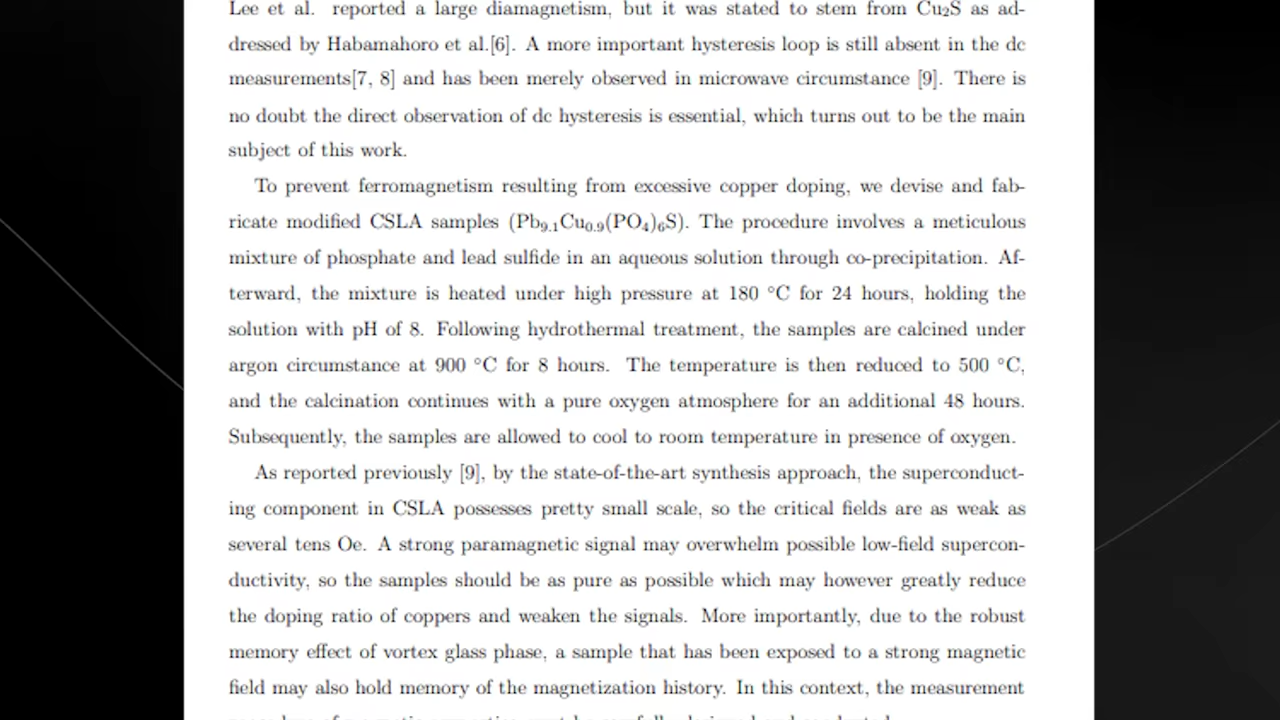 Lee et al. reported a large diamagnetism, but it was stated to stem from Cu₂S as ad-
dressed by Habamahoro et al.[6]. A more important hysteresis loop is still absent in the dc
measurements[7, 8] and has been merely observed in microwave circumstance [9]. There is
no doubt the direct observation of dc hysteresis is essential, which turns out to be the main
subject of this work.
To prevent ferromagnetism resulting from excessive copper doping, we devise and fab-
ricate modified CSLA samples (Pb₉.₁Cu₀.₉(PO₄)₆S). The procedure involves a meticulous
mixture of phosphate and lead sulfide in an aqueous solution through co-precipitation. Af-
terward, the mixture is heated under high pressure at 180 °C for 24 hours, holding the
solution with pH of 8. Following hydrothermal treatment, the samples are calcined under
argon circumstance at 900 °C for 8 hours. The temperature is then reduced to 500 °C,
and the calcination continues with a pure oxygen atmosphere for an additional 48 hours.
Subsequently, the samples are allowed to cool to room temperature in presence of oxygen.
As reported previously [9], by the state-of-the-art synthesis approach, the superconduct-
ing component in CSLA possesses pretty small scale, so the critical fields are as weak as
several tens Oe. A strong paramagnetic signal may overwhelm possible low-field supercon-
ductivity, so the samples should be as pure as possible which may however greatly reduce
the doping ratio of coppers and weaken the signals. More importantly, due to the robust
memory effect of vortex glass phase, a sample that has been exposed to a strong magnetic
field may also hold memory of the magnetization history. In this context, the measurement